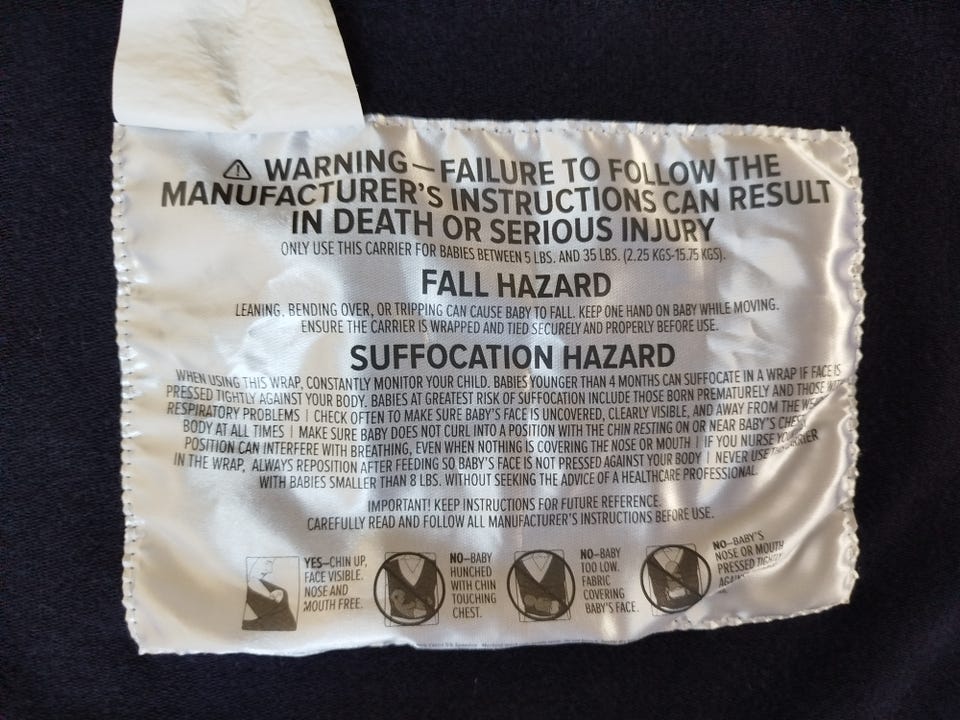 WARNING—FAILURE TO FOLLOW THE
MANUFACTURER'S INSTRUCTIONS CAN RESULT
IN DEATH OR SERIOUS INJURY
ONLY USE THIS CARRIER FOR BABIES BETWEEN 5 LBS. AND 35 LBS. (2.25 KGS-15.75 KGS).
FALL HAZARD
LEANING, BENDING OVER, OR TRIPPING CAN CAUSE BABY TO FALL. KEEP ONE HAND ON BABY WHILE MOVING.
ENSURE THE CARRIER IS WRAPPED AND TIED SECURELY AND PROPERLY BEFORE USE.
SUFFOCATION HAZARD
WHEN USING THIS WRAP, CONSTANTLY MONITOR YOUR CHILD. BABIES YOUNGER THAN 4 MONTHS CAN SUFFOCATE IN A WRAP IF FACE IS
PRESSED TIGHTLY AGAINST YOUR BODY. BABIES AT GREATEST RISK OF SUFFOCATION INCLUDE THOSE BORN PREMATURELY AND THOSE WITH
RESPIRATORY PROBLEMS | CHECK OFTEN TO MAKE SURE BABY'S FACE IS UNCOVERED, CLEARLY VISIBLE, AND AWAY FROM THE
BODY AT ALL TIMES | MAKE SURE BABY DOES NOT CURL INTO A POSITION WITH THE CHIN RESTING ON OR NEAR BABY'S CHEST.
POSITION CAN INTERFERE WITH BREATHING, EVEN WHEN NOTHING IS COVERING THE NOSE OR MOUTH | IF YOU NURSE YOUR
IN THE WRAP, ALWAYS REPOSITION AFTER FEEDING SO BABY'S FACE IS NOT PRESSED AGAINST YOUR BODY | NEVER USE THIS CARRIER
WITH BABIES SMALLER THAN 8 LBS. WITHOUT SEEKING THE ADVICE OF A HEALTHCARE PROFESSIONAL.
IMPORTANT! KEEP INSTRUCTIONS FOR FUTURE REFERENCE.
CAREFULLY READ AND FOLLOW ALL MANUFACTURER'S INSTRUCTIONS BEFORE USE.
YES—CHIN UP,
FACE VISIBLE.
NOSE AND
MOUTH FREE.
NO—BABY
HUNCHED
WITH CHIN
TOUCHING
CHEST.
NO—BABY
TOO LOW.
FABRIC
COVERING
BABY'S FACE.
NO—BABY'S
NOSE OR MOUTH
PRESSED TIGHTLY